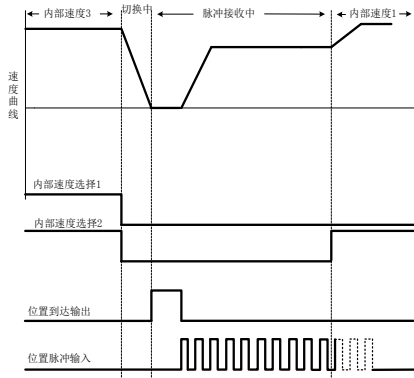 内部速度3
切换中
脉冲接收中
内部速度1
速度曲线
内部速度选择1
内部速度选择2
位置到达输出
位置脉冲输入